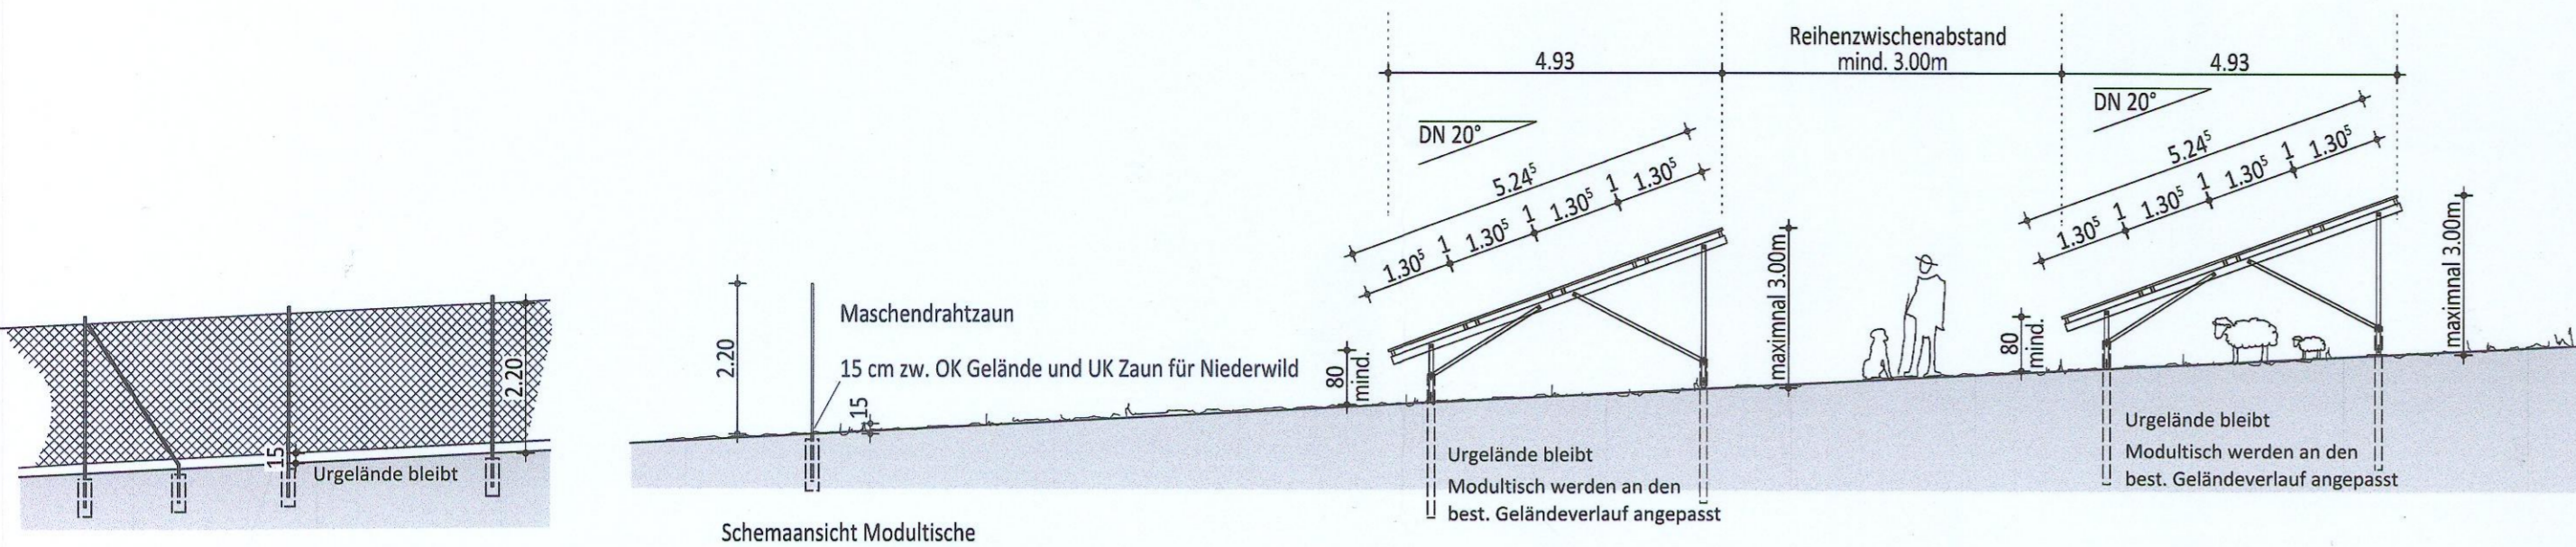 2.20
15
Urgelände bleibt
2.20
Maschendrahtzaun
15 cm zw. OK Gelände und UK Zaun für Niederwild
15
Schemaansicht Modultische
4.93
Reihenzwischenabstand
mind. 3.00m
4.93
DN 20°
5.24⁵
1.30⁵ 1 1.30⁵ 1 1.30⁵ 1 1.30⁵
80
mind.
maximnal 3.00m
Urgelände bleibt
Modultisch werden an den
best. Geländeverlauf angepasst
DN 20°
5.24⁵
1.30⁵ 1 1.30⁵ 1 1.30⁵ 1 1.30⁵
80
mind.
maximnal 3.00m
Urgelände bleibt
Modultisch werden an den
best. Geländeverlauf angepasst